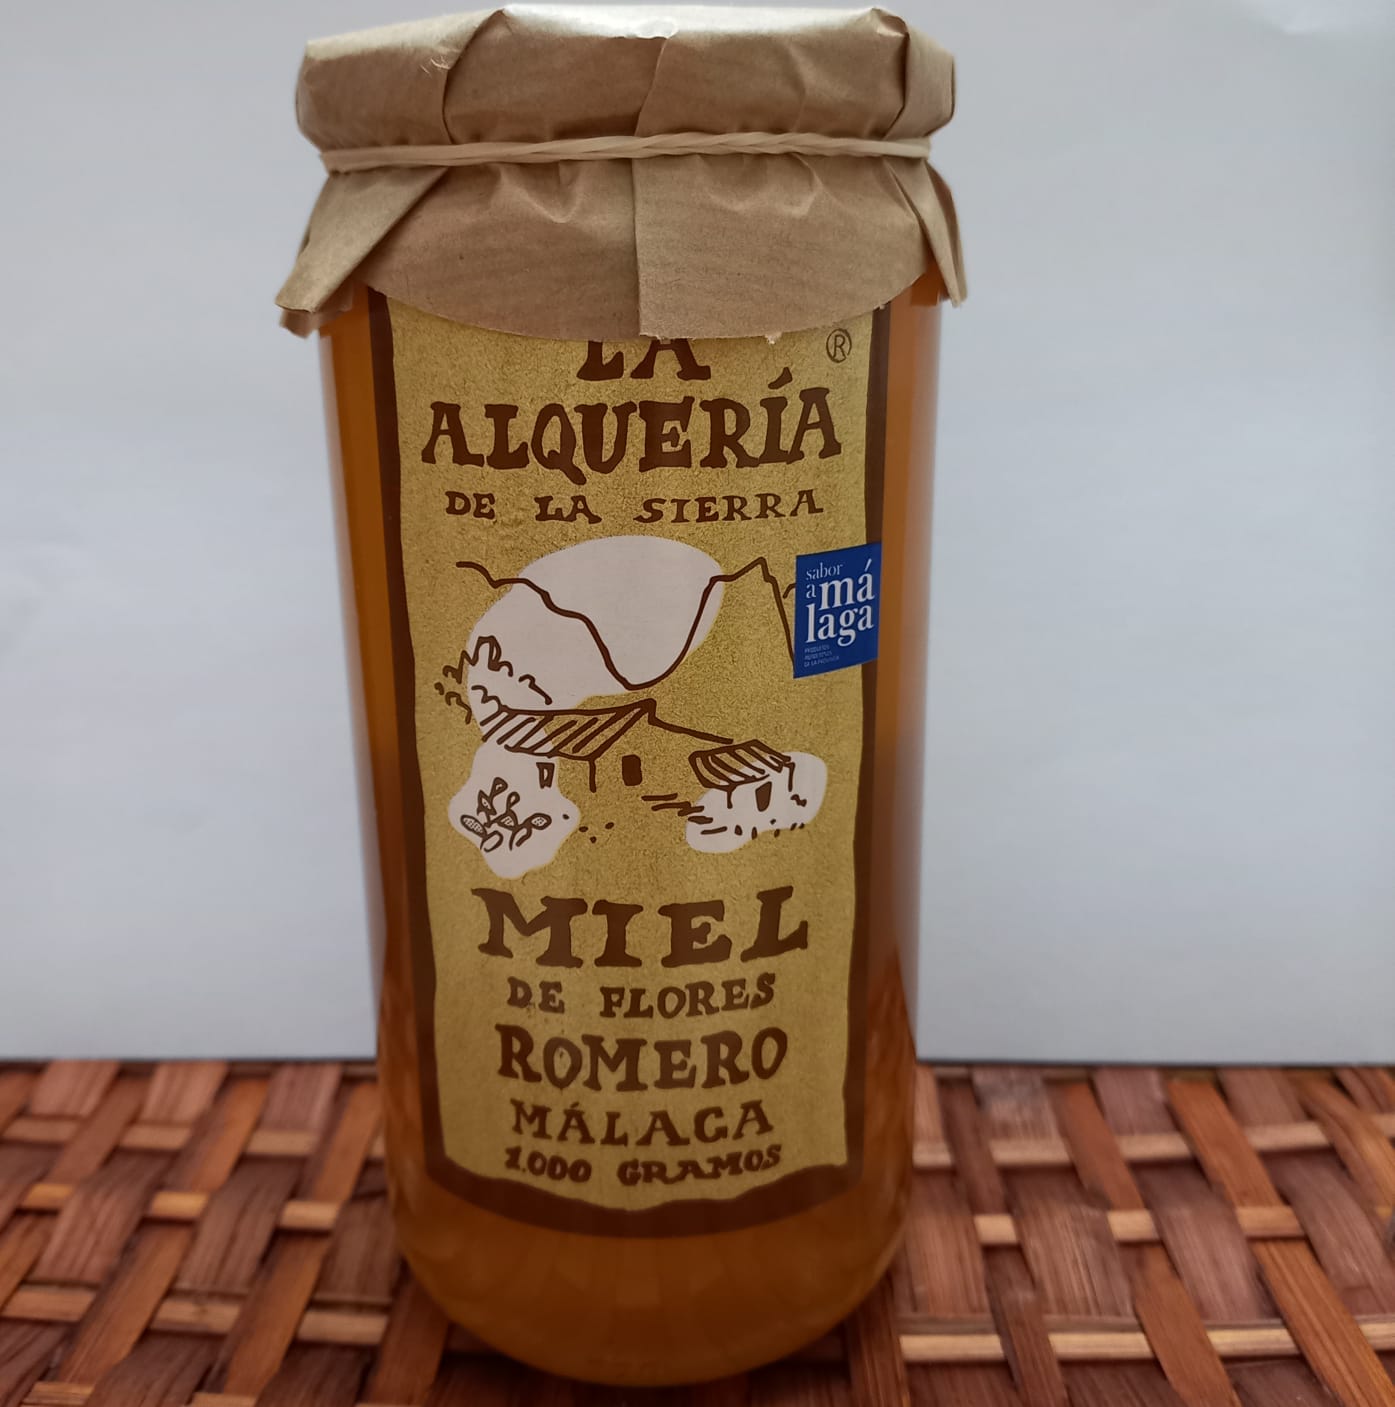 LA
®
ALQUERÍA
DE LA SIERRA
sabor
a má
laga
MIEL
DE FLORES
ROMERO
MÁLAGA
1.000 GRAMOS